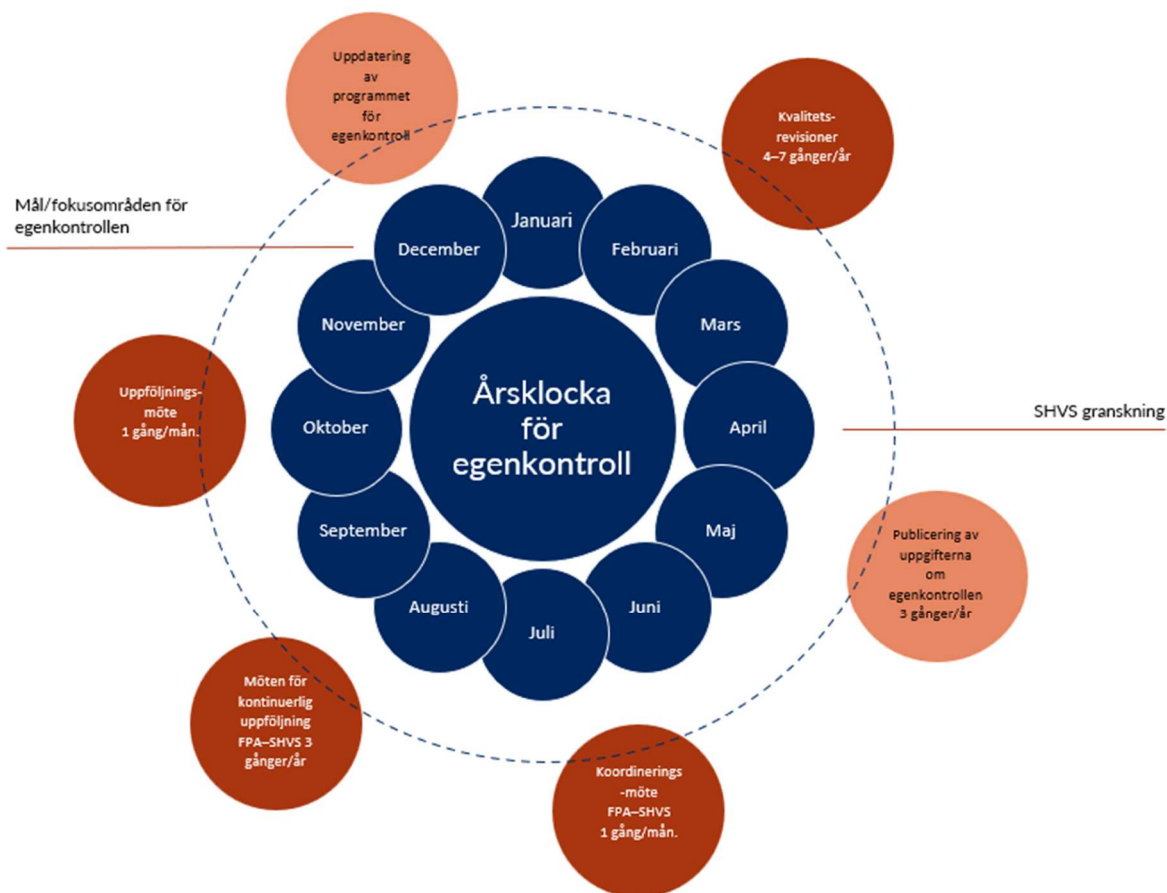 Uppdatering
av
programmet
för
egenkontroll
Kvalitets-
revisioner
4–7 gånger/år
Mål/fokusområden för
egenkontrollen
Januari
Februari
Mars
April
Maj
Juni
Juli
Augusti
September
Oktober
November
December
Årsklocka
för
egenkontroll
SHVS granskning
Uppföljnings-
möte
1 gång/mån.
Publicering av
uppgifterna
om
egenkontrollen
3 gånger/år
Möten för
kontinuerlig
uppföljning
FPA–SHVS 3
gånger/år
Koordinerings
-möte
FPA–SHVS
1 gång/mån.